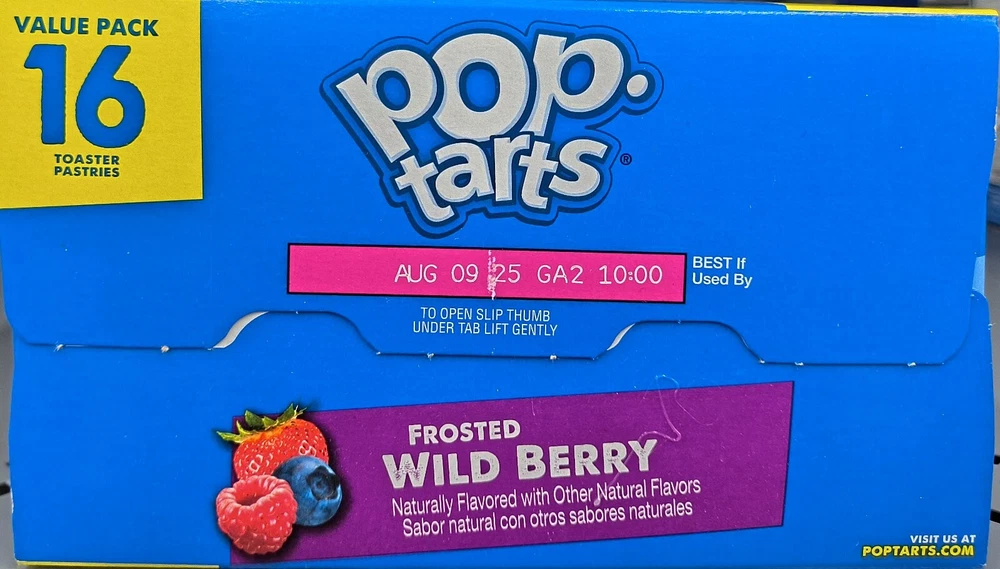 VALUE PACK
16
TOASTER
PASTRIES
POP.
tarts®
AUG 09 25 GA2 10:00
BEST If
Used By
TO OPEN SLIP THUMB
UNDER TAB LIFT GENTLY
FROSTED
WILD BERRY
Naturally Flavored with Other Natural Flavors
Sabor natural con otros sabores naturales
VISIT US AT
POPTARTS.COM